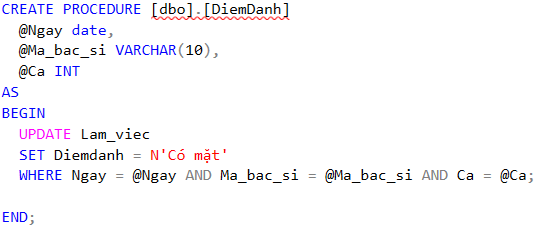 CREATE PROCEDURE [dbo].[DiemDanh]
@Ngay date,
@Ma_bac_si VARCHAR(10),
@Ca INT
AS
BEGIN
UPDATE Lam_viec
SET Diemdanh = N'Có mặt'
WHERE Ngay = @Ngay AND Ma_bac_si = @Ma_bac_si AND Ca = @Ca;
END;